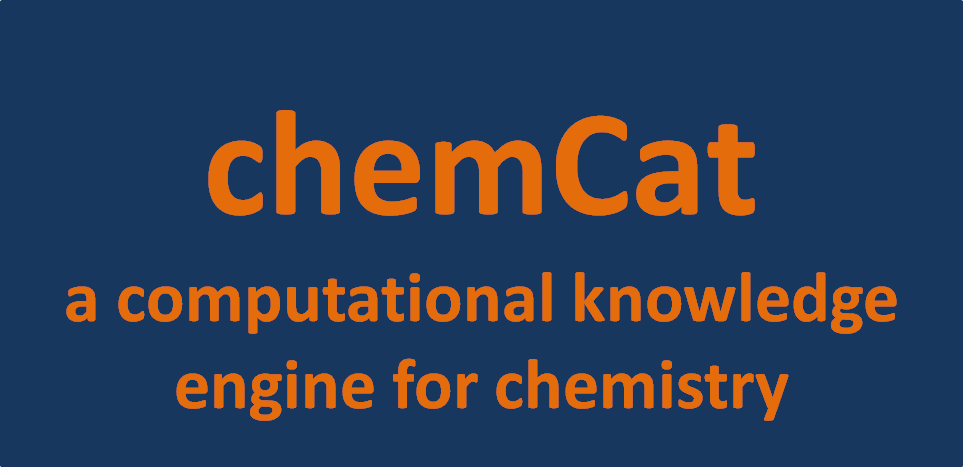 chemCat
a computational knowledge
engine for chemistry